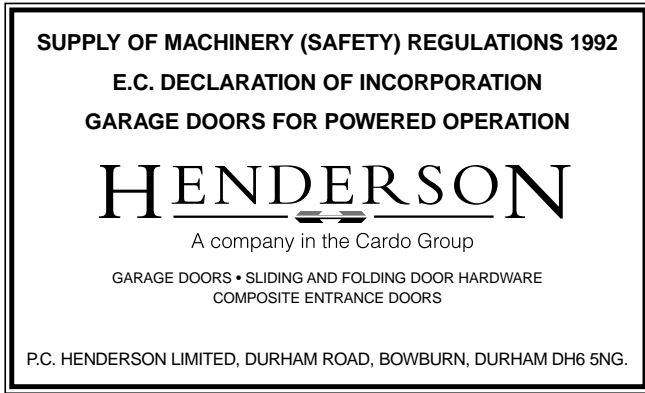 SUPPLY OF MACHINERY (SAFETY) REGULATIONS 1992
E.C. DECLARATION OF INCORPORATION
GARAGE DOORS FOR POWERED OPERATION
HENDERSON
A company in the Cardo Group
GARAGE DOORS • SLIDING AND FOLDING DOOR HARDWARE
COMPOSITE ENTRANCE DOORS
P.C. HENDERSON LIMITED, DURHAM ROAD, BOWBURN, DURHAM DH6 5NG.